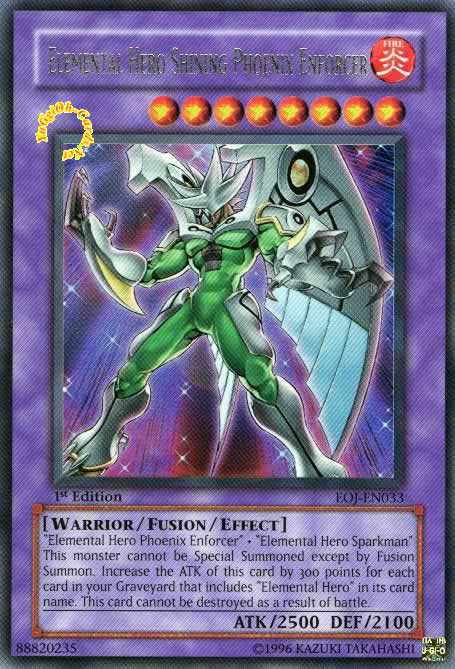 Elemental Hero Shining Phoenix Enforcer
FIRE
炎
1st Edition
EOJ-EN033
[Warrior / Fusion / Effect]
"Elemental Hero Phoenix Enforcer" • "Elemental Hero Sparkman"
This monster cannot be Special Summoned except by Fusion
Summon. Increase the ATK of this card by 300 points for each
card in your Graveyard that includes "Elemental Hero" in its card
name. This card cannot be destroyed as a result of battle.
ATK/2500 DEF/2100
88820235
©1996 KAZUKI TAKAHASHI